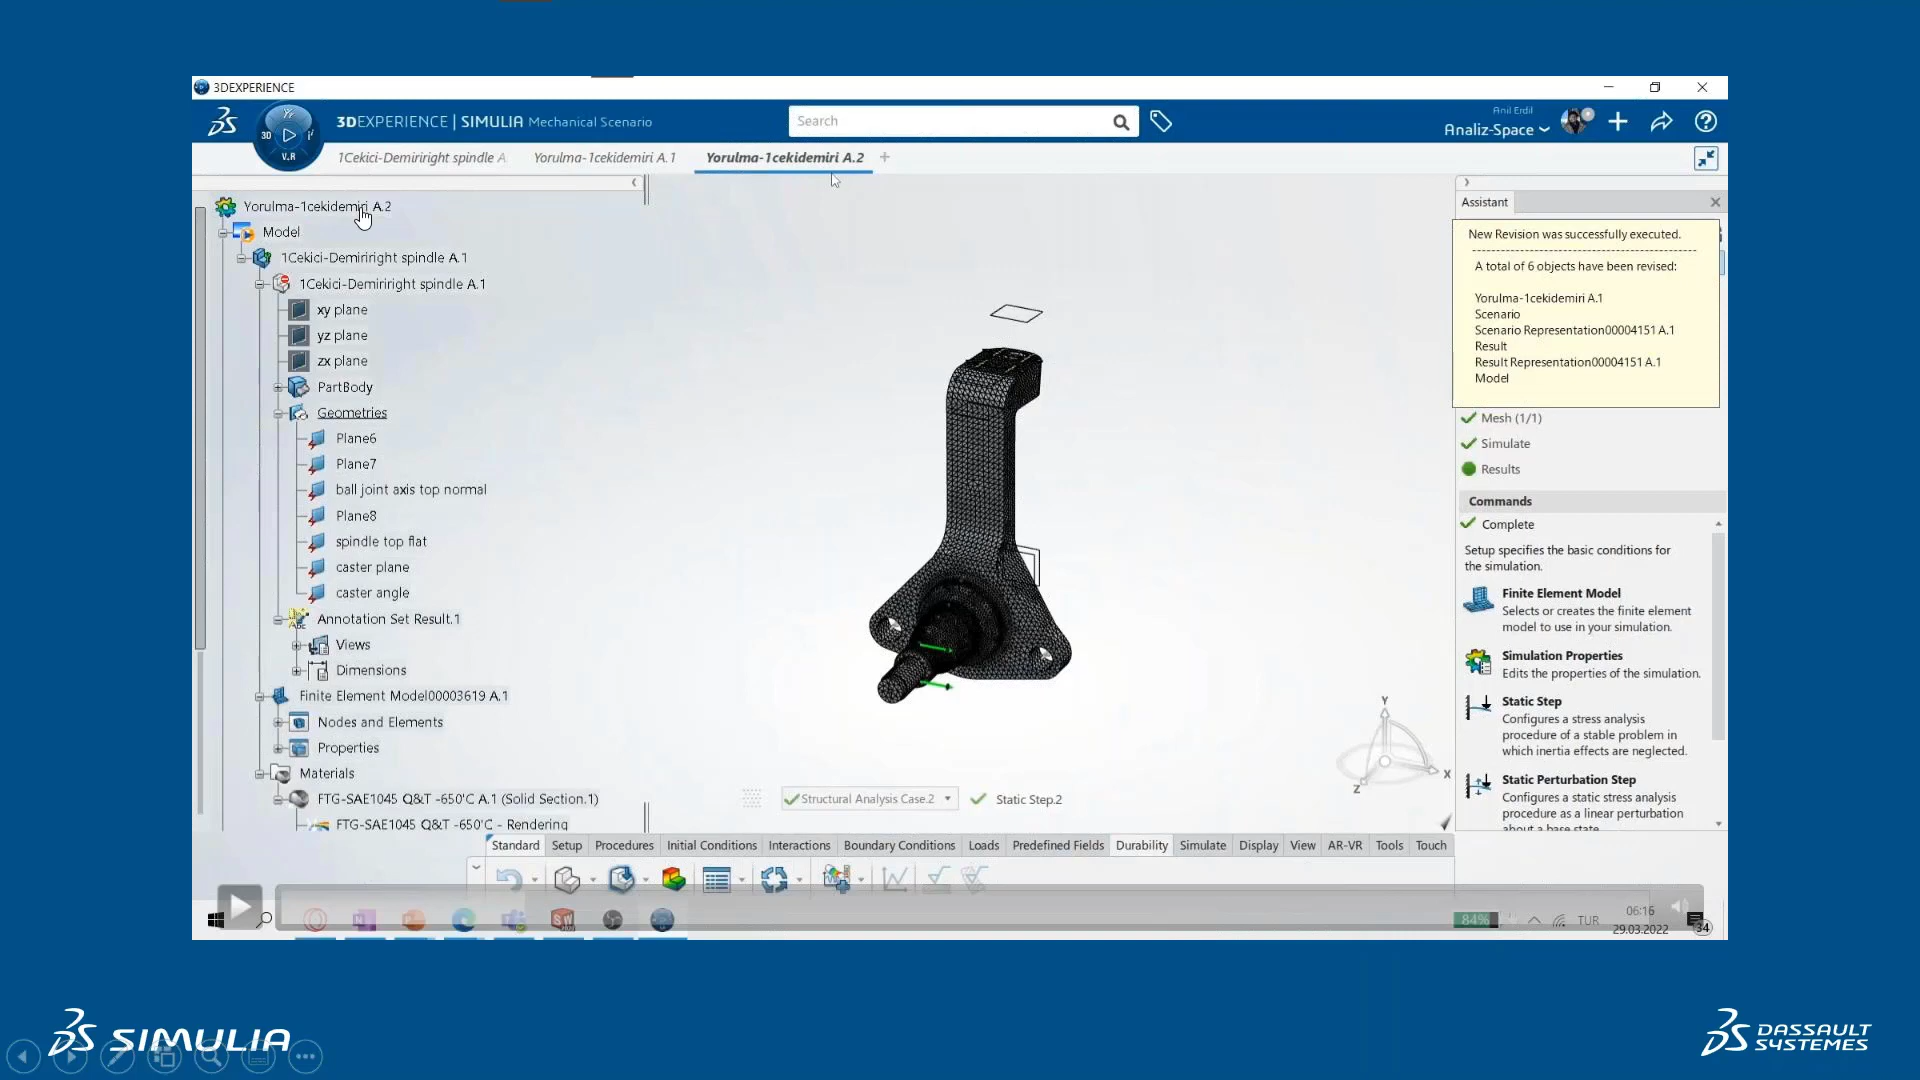 3DEXPERIENCE
3DEXPERIENCE | SIMULIA Mechanical Scenario
3D
V.R
Search
Anil Erdil
Analiz-Space
1Cekici-Demiriright spindle A
Yorulma-1cekidemiri A.1
Yorulma-1cekidemiri A.2
Yorulma-1cekidemiri A.2
Model
1Cekici-Demiriright spindle A.1
1Cekici-Demiriright spindle A.1
xy plane
yz plane
zx plane
PartBody
Geometries
Plane6
Plane7
ball joint axis top normal
Plane8
spindle top flat
caster plane
caster angle
Annotation Set Result.1
Views
Dimensions
Finite Element Model00003619 A.1
Nodes and Elements
Properties
Materials
FTG-SAE1045 Q&T -650'C A.1 (Solid Section.1)
FTG-SAE1045 Q&T -650'C - Rendering
Y
X
Z
Structural Analysis Case.2
Static Step.2
Assistant
New Revision was successfully executed.
A total of 6 objects have been revised:
Yorulma-1cekidemiri A.1
Scenario
Scenario Representation00004151 A.1
Result
Result Representation00004151 A.1
Model
Mesh (1/1)
Simulate
Results
Commands
Complete
Setup specifies the basic conditions for
the simulation.
Finite Element Model
Selects or creates the finite element
model to use in your simulation.
Simulation Properties
Edits the properties of the simulation.
Static Step
Configures a stress analysis
procedure of a stable problem in
which inertia effects are neglected.
Static Perturbation Step
Configures a static stress analysis
procedure as a linear perturbation
about a base state.
Standard Setup Procedures Initial Conditions Interactions Boundary Conditions Loads Predefined Fields Durability Simulate Display View AR-VR Tools Touch
84%
TUR
06:16
29.03.2022
34
SIMULIA
DASSAULT
SYSTEMES